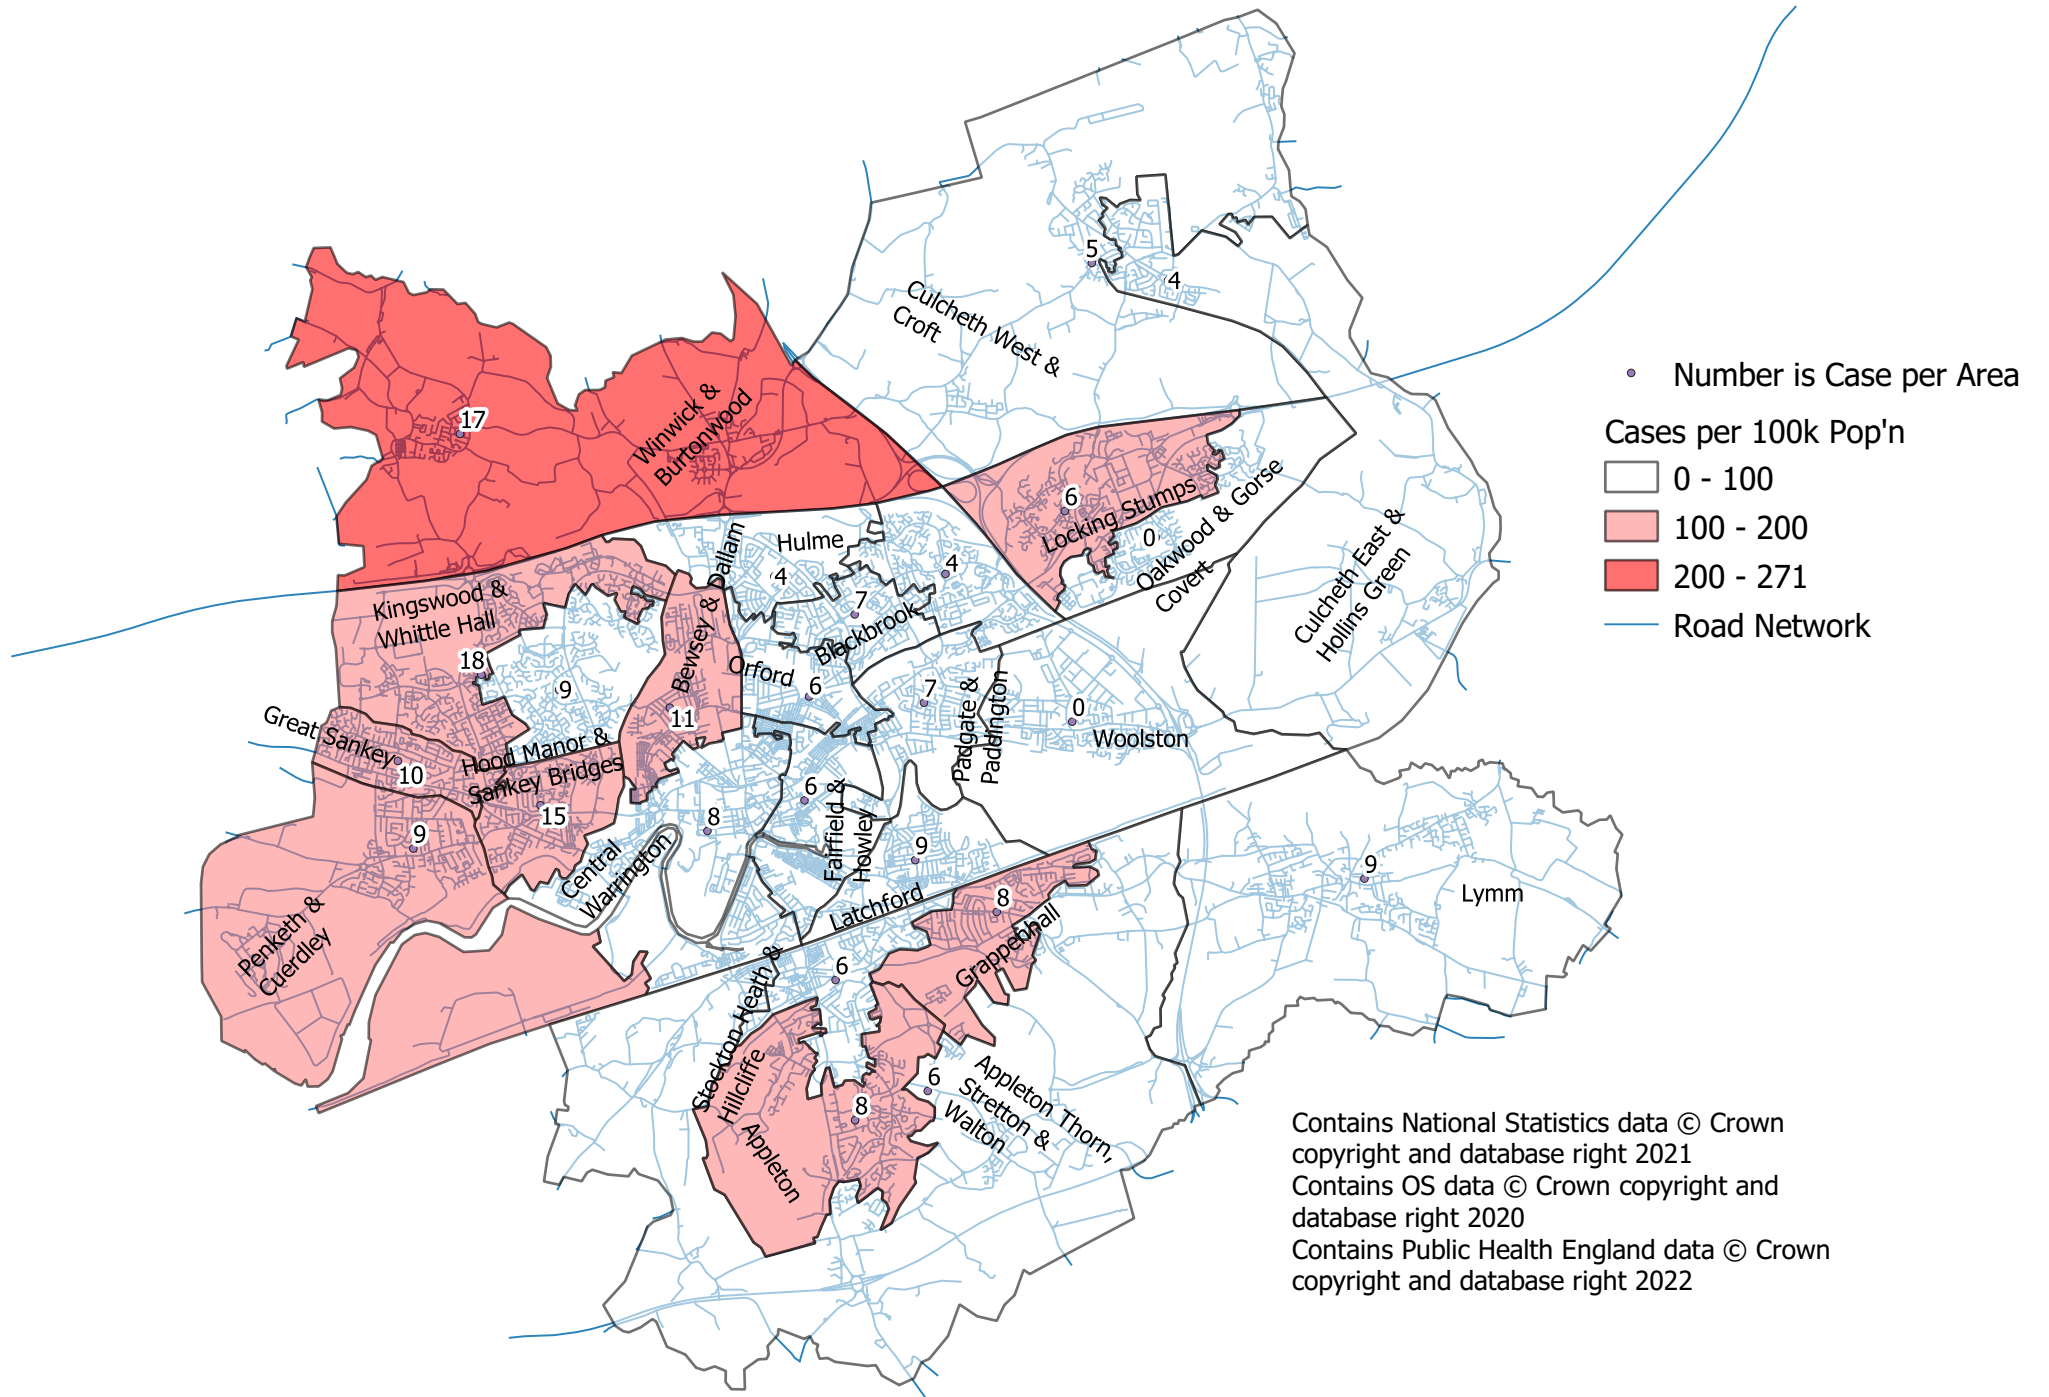 5
4
Culcheth West &
Croft
17
Winwick &
Burtonwood
6
Locking Stumps
0
Oakwood & Gorse
Covert
Culcheth East &
Hollins Green
Hulme
4
4
7
Blackbrook
Kingswood &
Whittle Hall
18
9
Bewsey & Dallam
11
Orford
6
7
Padgate &
Paddington
0
Woolston
Great Sankey
10
Hood Manor &
Sankey Bridges
15
9
Penketh &
Cuerdley
8
Central
Warrington
6
Fairfield &
Howley
9
Latchford
8
Grappenhall
9
Lymm
6
Stockton Heath &
Hillcliffe
8
Appleton
6
Appleton Thorn,
Stretton &
Walton
Number is Case per Area
Cases per 100k Pop'n
0 - 100
100 - 200
200 - 271
Road Network
Contains National Statistics data © Crown
copyright and database right 2021
Contains OS data © Crown copyright and
database right 2020
Contains Public Health England data © Crown
copyright and database right 2022